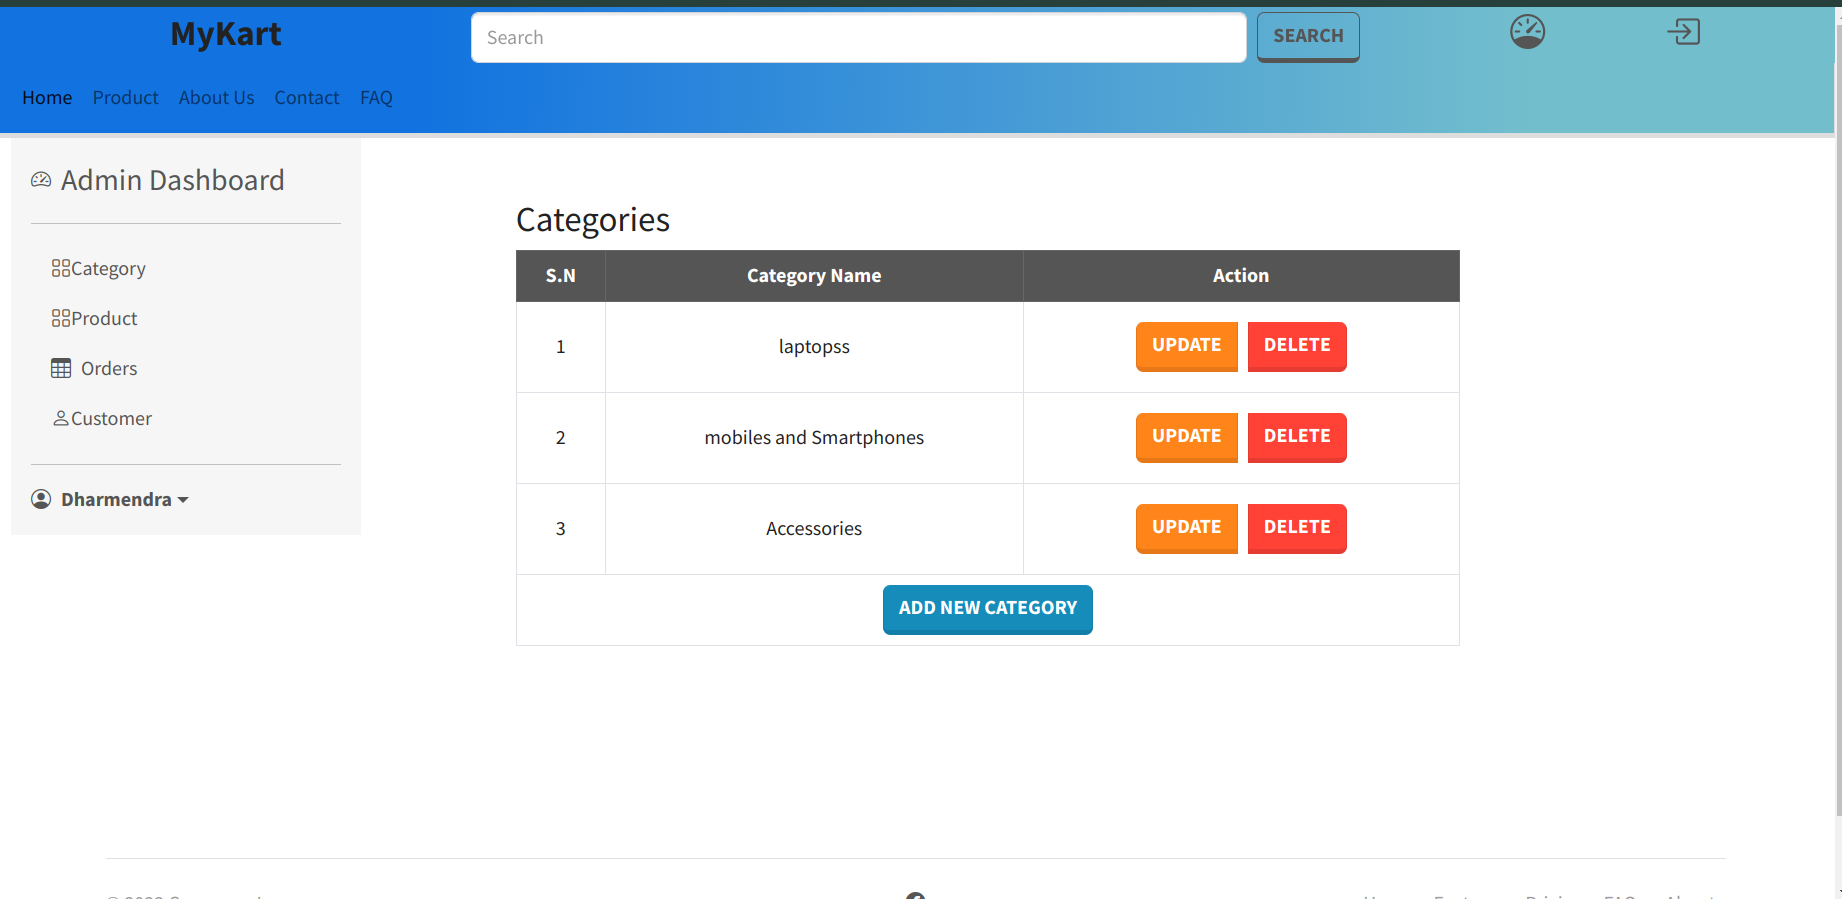 MyKart
Search
SEARCH
Home Product About Us Contact FAQ
Admin Dashboard
Category
Product
Orders
Customer
Dharmendra
Categories
S.N Category Name Action
1 laptopss UPDATE DELETE
2 mobiles and Smartphones UPDATE DELETE
3 Accessories UPDATE DELETE
ADD NEW CATEGORY